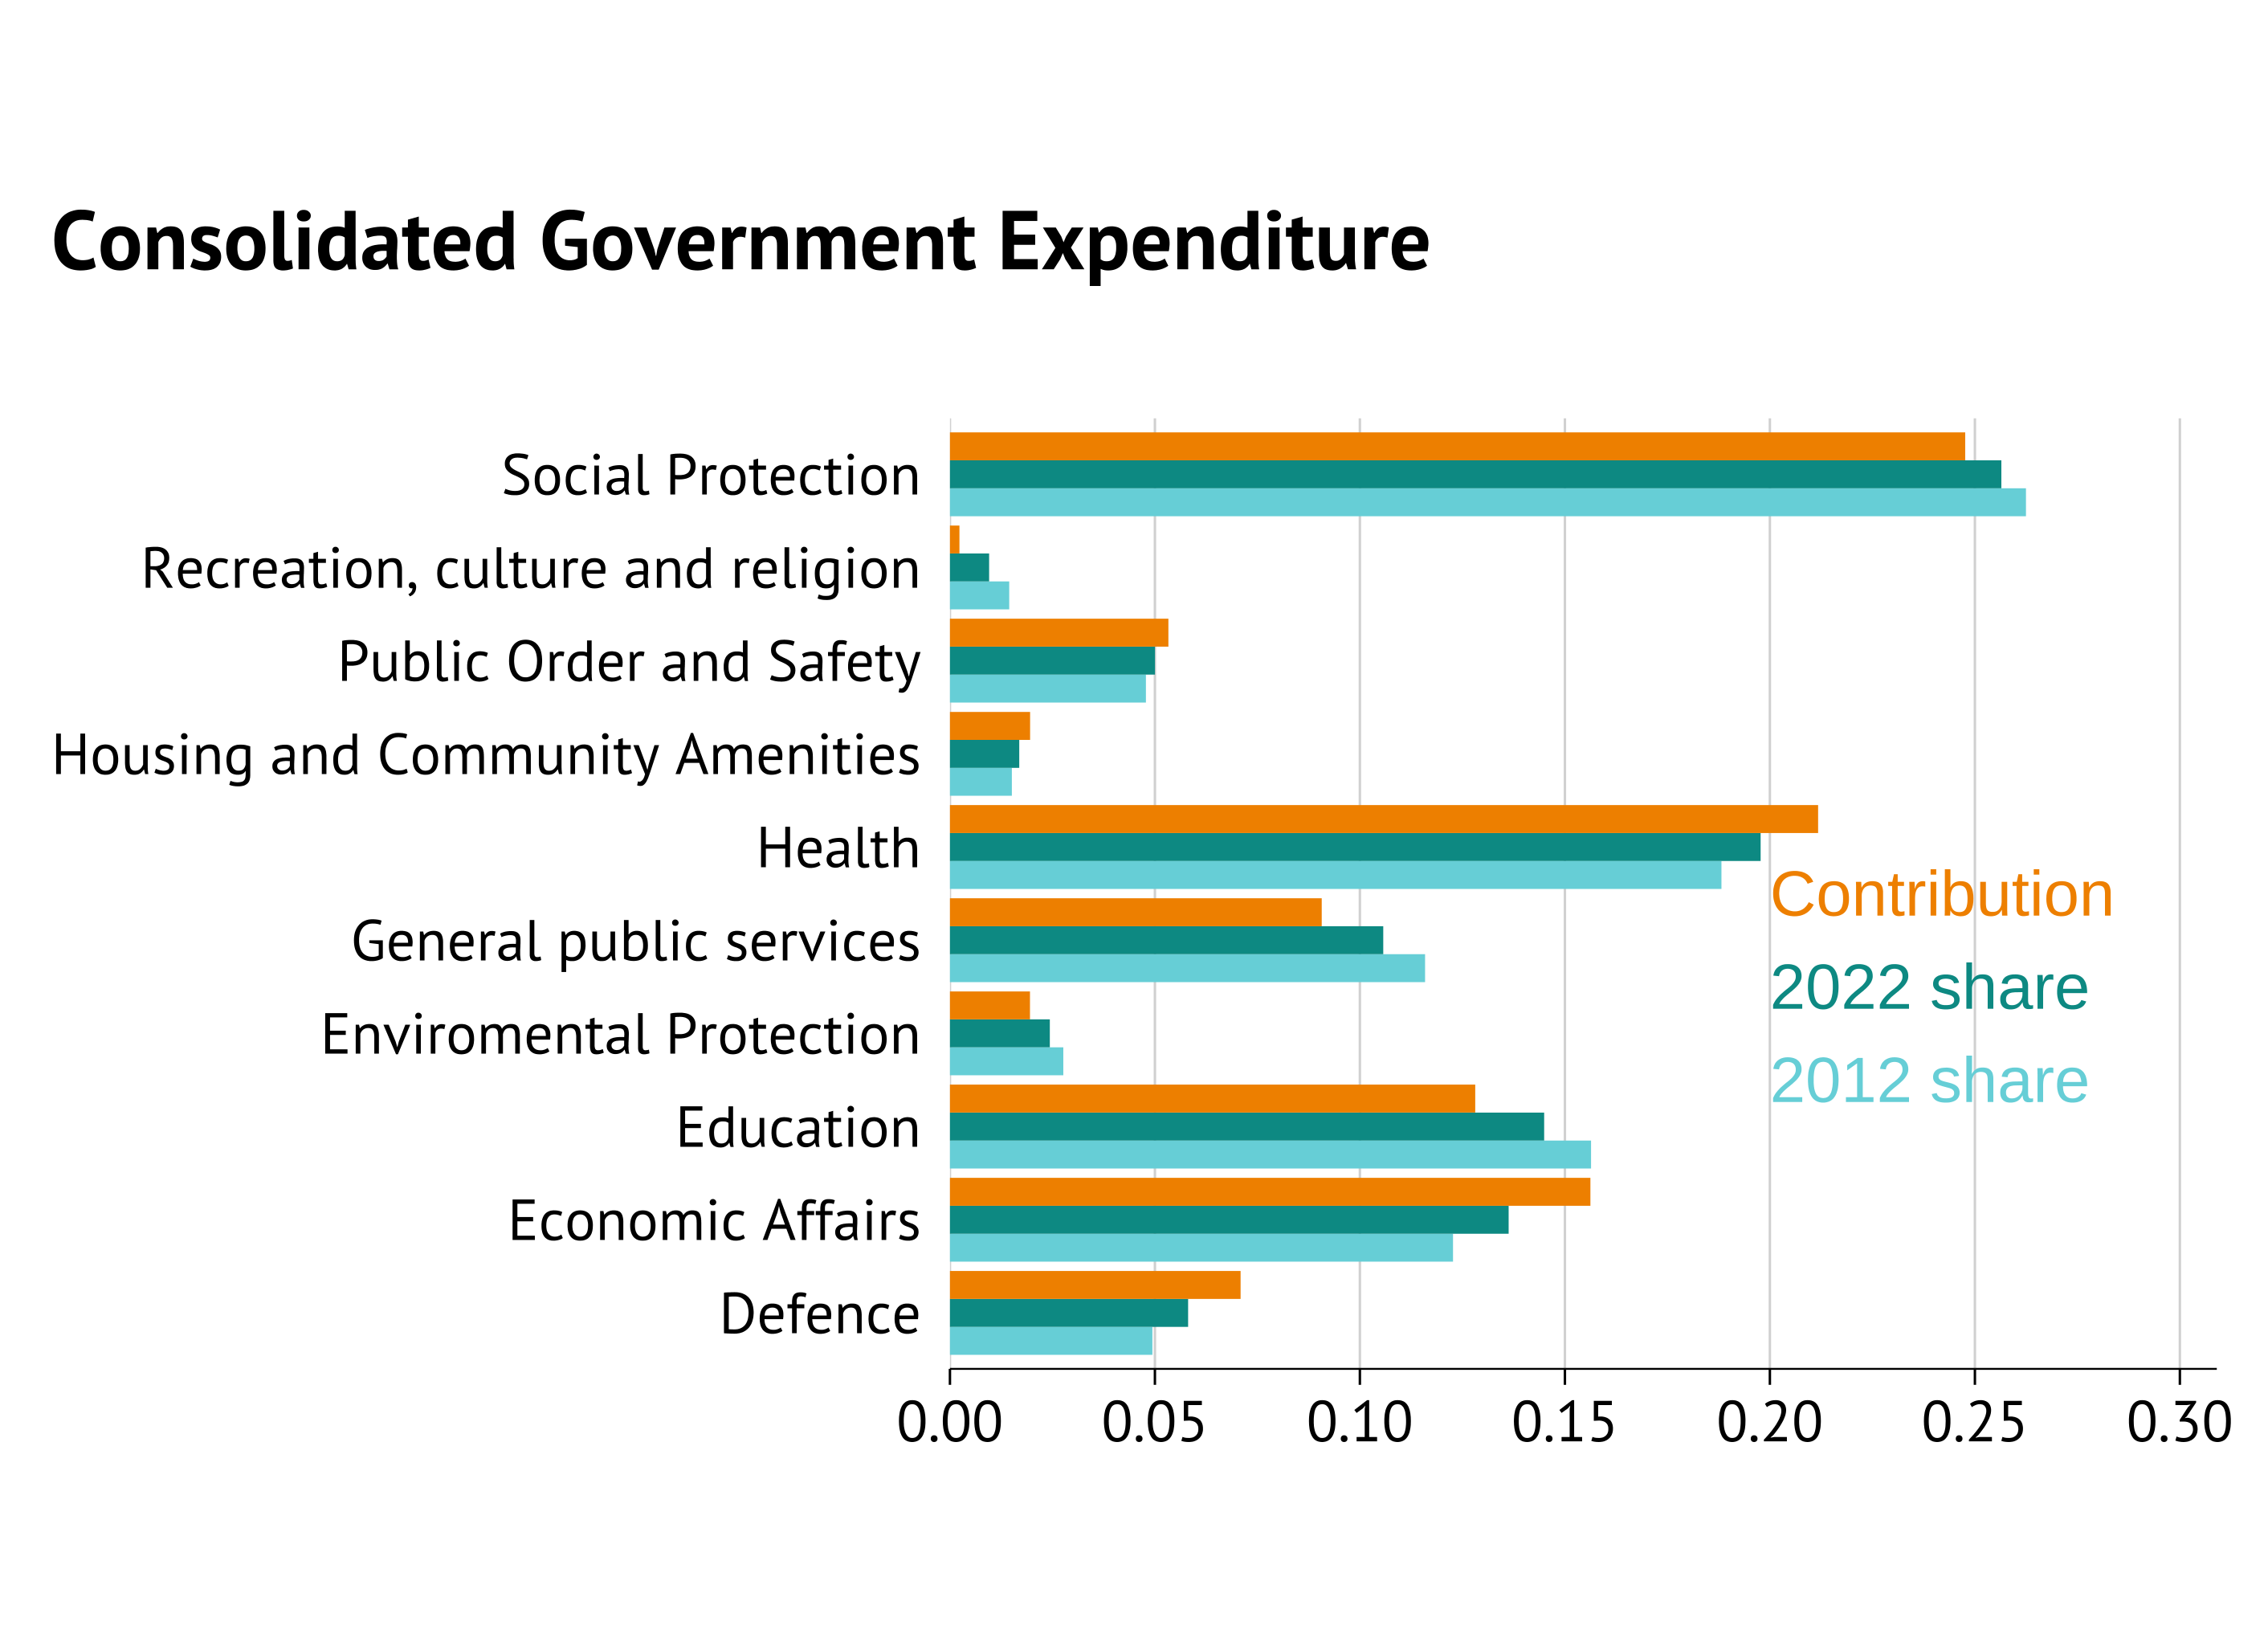 Consolidated Government Expenditure
Social Protection
Recreation, culture and religion
Public Order and Safety
Housing and Community Amenities
Health
General public services
Enviromental Protection
Education
Economic Affairs
Defence
Contribution
2022 share
2012 share
0.00 0.05 0.10 0.15 0.20 0.25 0.30